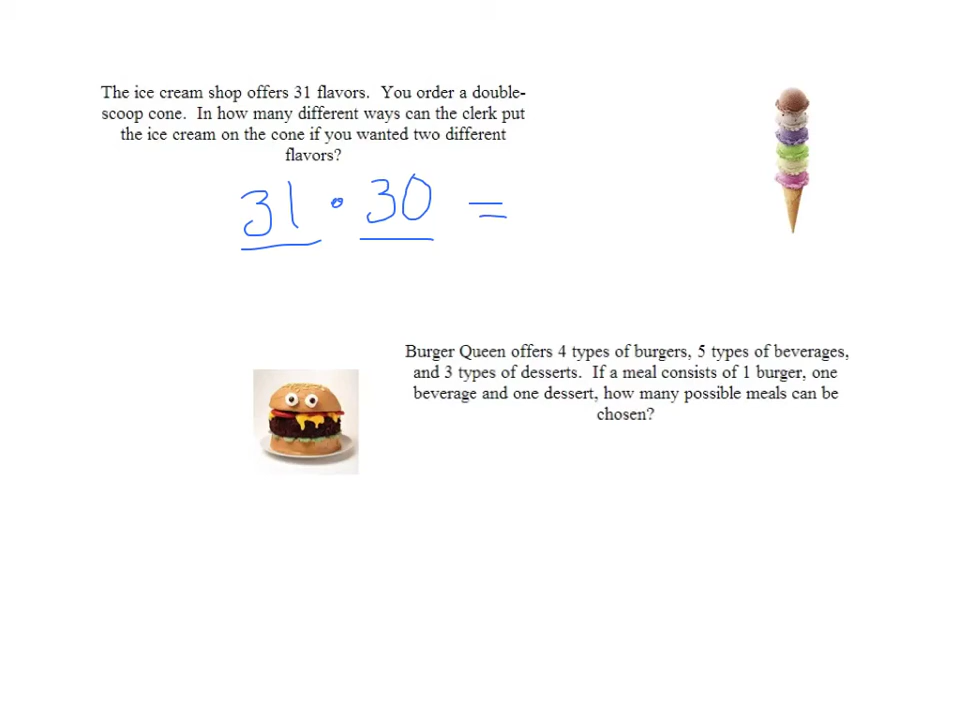 The ice cream shop offers 31 flavors. You order a double-
scoop cone. In how many different ways can the clerk put
the ice cream on the cone if you wanted two different
flavors?
31 • 30 =
Burger Queen offers 4 types of burgers, 5 types of beverages,
and 3 types of desserts. If a meal consists of 1 burger, one
beverage and one dessert, how many possible meals can be
chosen?